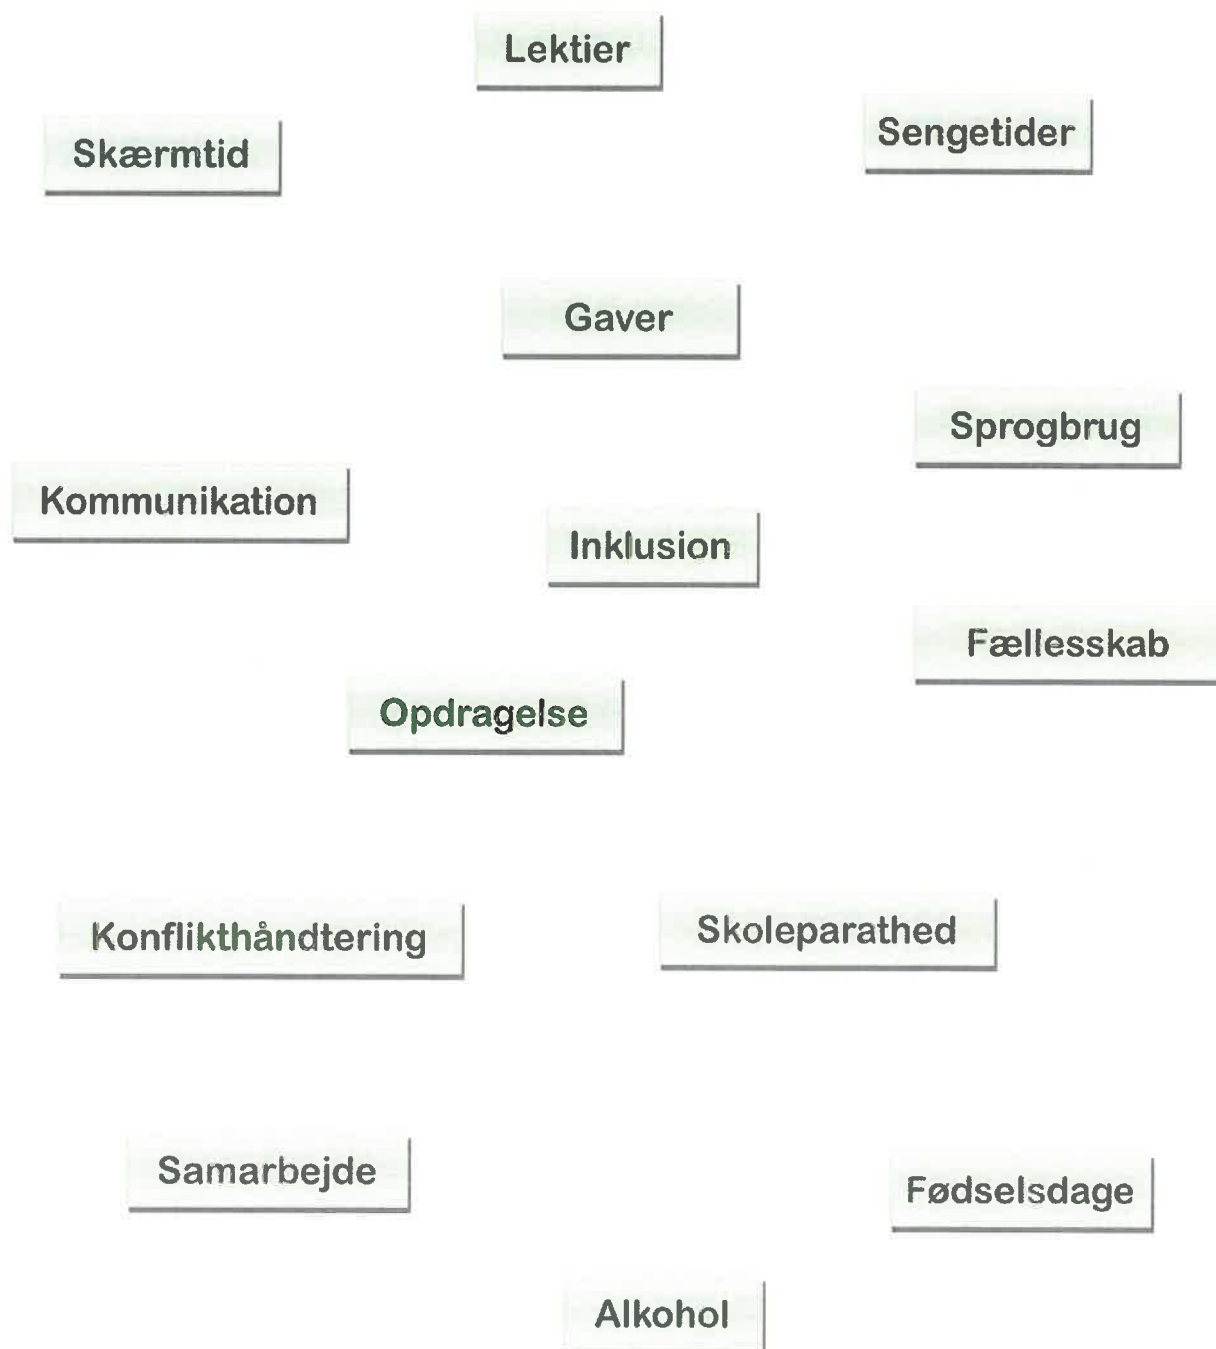 Lektier
Sengetider
Skærmtid
Gaver
Sprogbrug
Kommunikation
Inklusion
Fællesskab
Opdragelse
Konflikthåndtering
Skoleparathed
Samarbejde
Fødselsdage
Alkohol